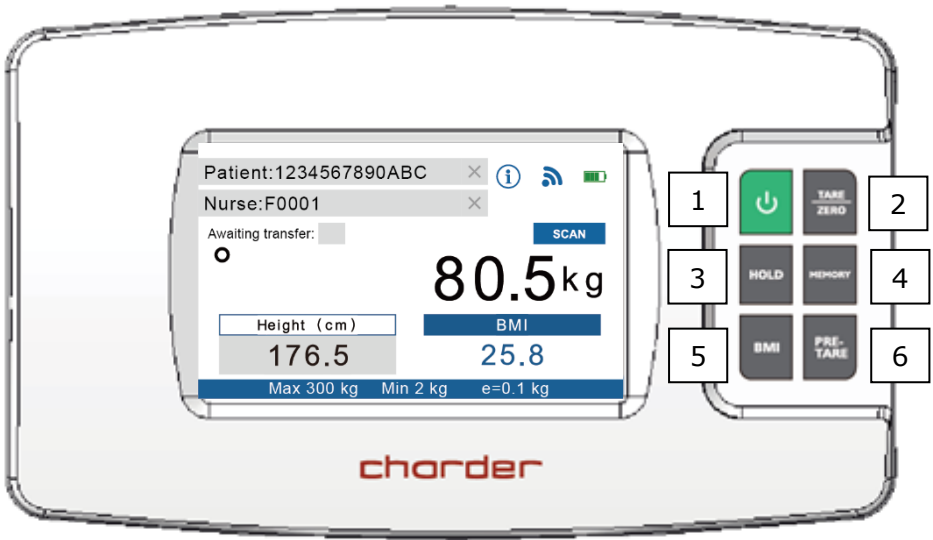 Patient:1234567890ABC ×
Nurse:F0001 ×
Awaiting transfer:
SCAN
80.5kg
Height (cm)
176.5
BMI
25.8
Max 300 kg Min 2 kg e=0.1 kg
charder
1
TARE
ZERO
2
3
HOLD
MEMORY
4
5
BMI
PRE-
TARE
6